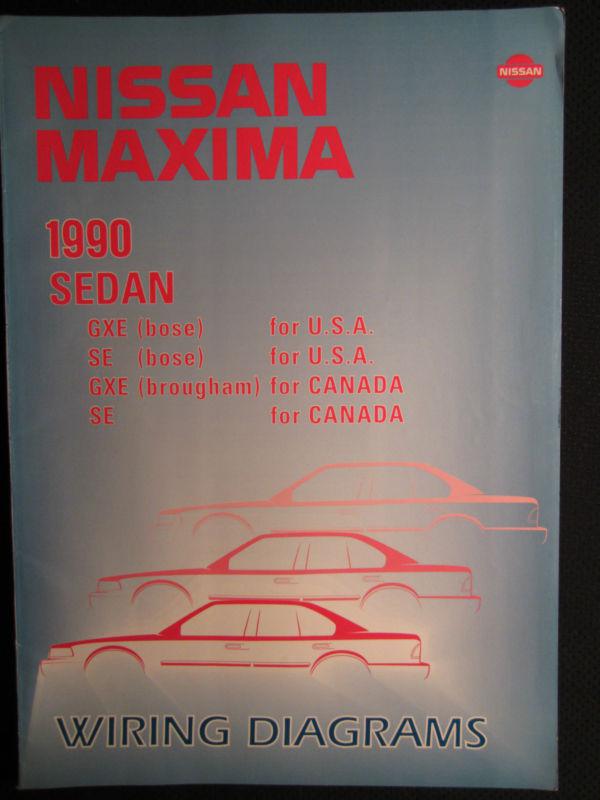 NISSAN
NISSAN
MAXIMA
1990
SEDAN
GXE (bose) for U.S.A.
SE (bose) for U.S.A.
GXE (brougham) for CANADA
SE for CANADA
WIRING DIAGRAMS